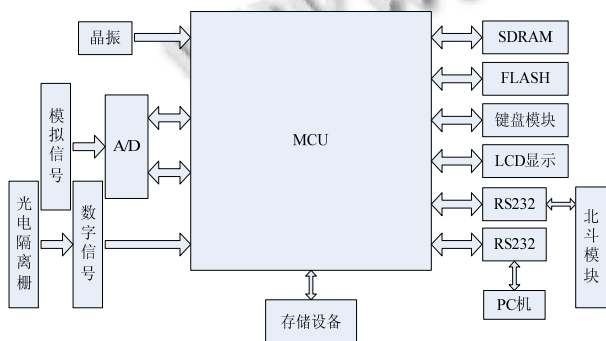 晶振
模拟信号
A/D
光电隔离栅
数字信号
MCU
SDRAM
FLASH
键盘模块
LCD显示
RS232
RS232
北斗模块
PC机
存储设备